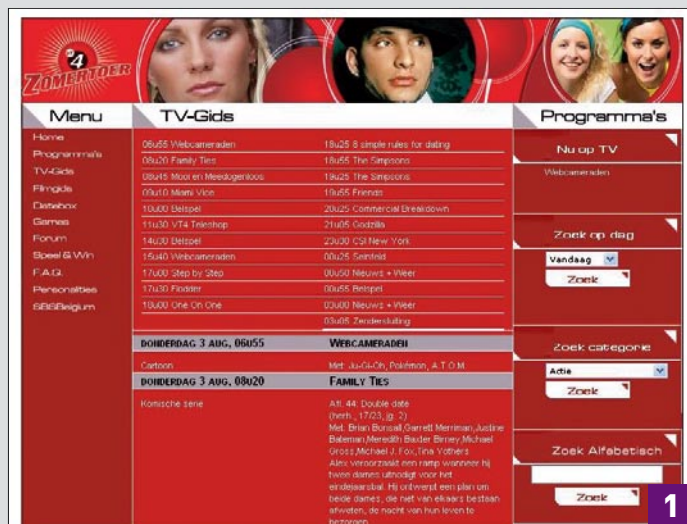 vt4
ZOMERTOER
Menu
Home
Programma's
TV-Gids
Filmgids
Databox
Games
Forum
Speel & Win
F.A.Q.
Personalities
SBSBelgium
TV-Gids
06u55 Webcameraden
08u20 Family Ties
08u45 Mooi en Meedogenloos
09u10 Miami Vice
10u00 Belspel
11u30 VT4 Teleshop
14u30 Belspel
15u40 Webcameraden
17u00 Step by Step
17u30 Flodder
18u00 One On One
18u25 8 simple rules for dating
18u55 The Simpsons
19u25 The Simpsons
19u55 Friends
20u25 Commercial Breakdown
21u05 Godzilla
23u30 CSI New York
00u25 Seinfeld
00u50 Nieuws + Weer
00u55 Belspel
03u00 Nieuws + Weer
03u05 Zendersluiting
DONDERDAG 3 AUG, 06U55 WEBCAMERADEN
Cartoon Met: Ju-Gi-Oh, Pokémon, A.T.O.M.
DONDERDAG 3 AUG, 08U20 FAMILY TIES
Komische serie Afl. 44: Double date
(herh., 17/23, jg. 2)
Met: Brian Bonsall,Garrett Merriman,Justine
Bateman,Meredith Baxter Birney,Michael
Gross,Michael J. Fox,Tina Yothers
Alex veroorzaakt een ramp wanneer hij
twee dames uitnodigt voor het
eindejaarsbal. Hij ontwerpt een plan om
beide dames, die niet van elkaars bestaan
afweten, de nacht van hun leven te
bezorgen.
Programma's
Nu op TV
Webcameraden
Zoek op dag
Vandaag
Zoek
Zoek categorie
Actie
Zoek
Zoek Alfabetisch
Zoek
1